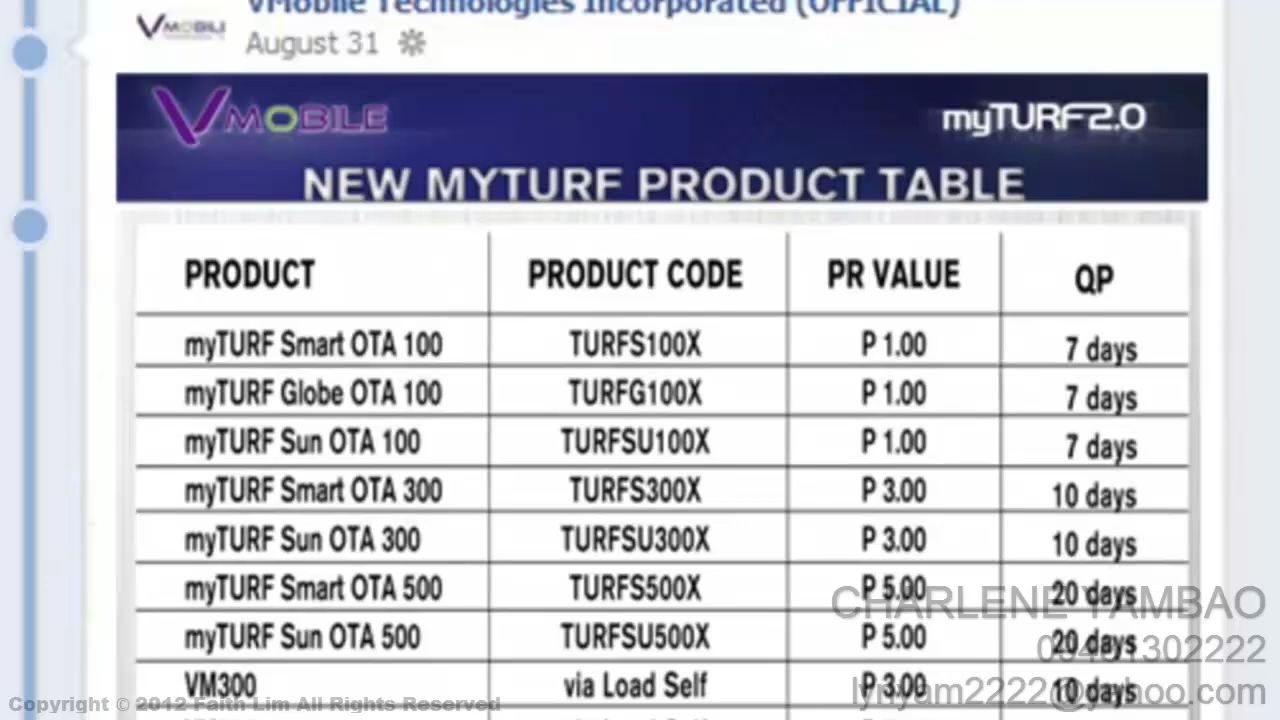 VMobile Technologies Incorporated (OFFICIAL)
VMOBILE
August 31
VMOBILE
myTURF2.0
NEW MYTURF PRODUCT TABLE
PRODUCT PRODUCT CODE PR VALUE QP
myTURF Smart OTA 100 TURFS100X P 1.00 7 days
myTURF Globe OTA 100 TURFG100X P 1.00 7 days
myTURF Sun OTA 100 TURFSU100X P 1.00 7 days
myTURF Smart OTA 300 TURFS300X P 3.00 10 days
myTURF Sun OTA 300 TURFSU300X P 3.00 10 days
myTURF Smart OTA 500 TURFS500X P 5.00 20 days
CHARLENE TAMBAO
myTURF Sun OTA 500 TURFSU500X P 5.00 20 days
VM300 via Load Self P 3.00 10 days
lynyam2222@yahoo.com
Copyright © 2012 Faith Lim All Rights Reserved